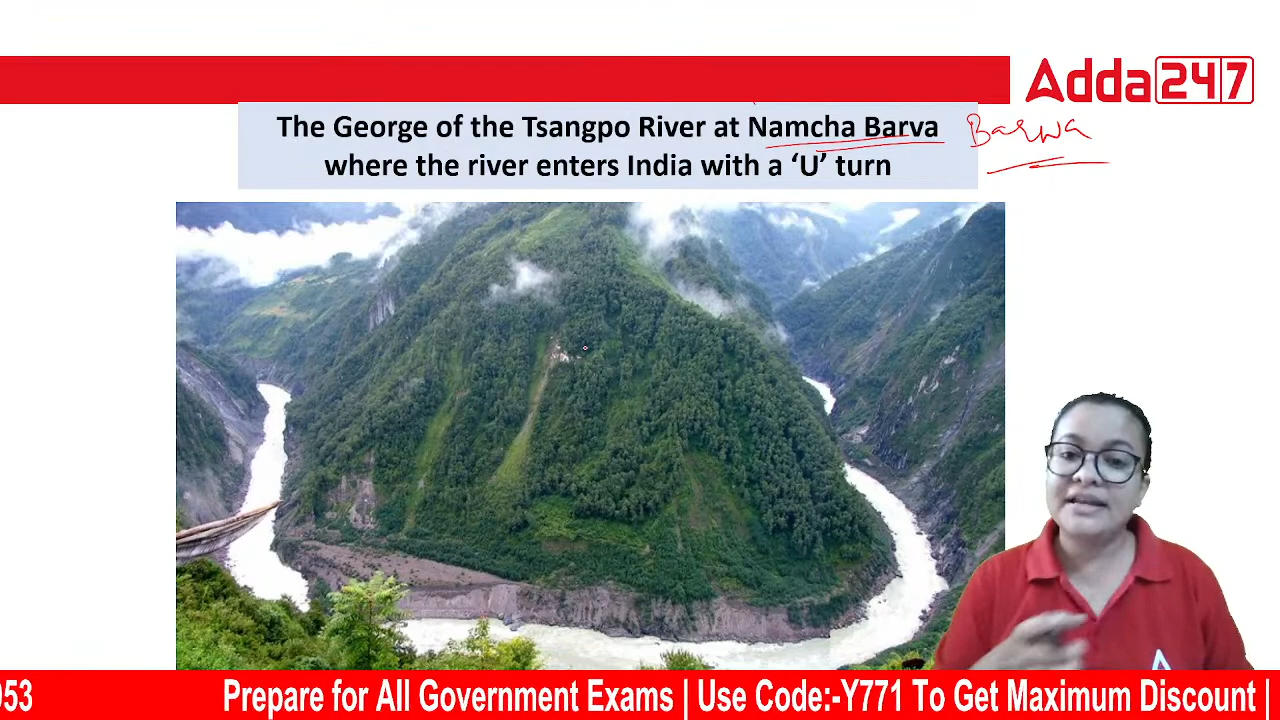 Adda247
The George of the Tsangpo River at Namcha Barva
Barwa
where the river enters India with a ‘U’ turn
053 Prepare for All Government Exams | Use Code:-Y771 To Get Maximum Discount |